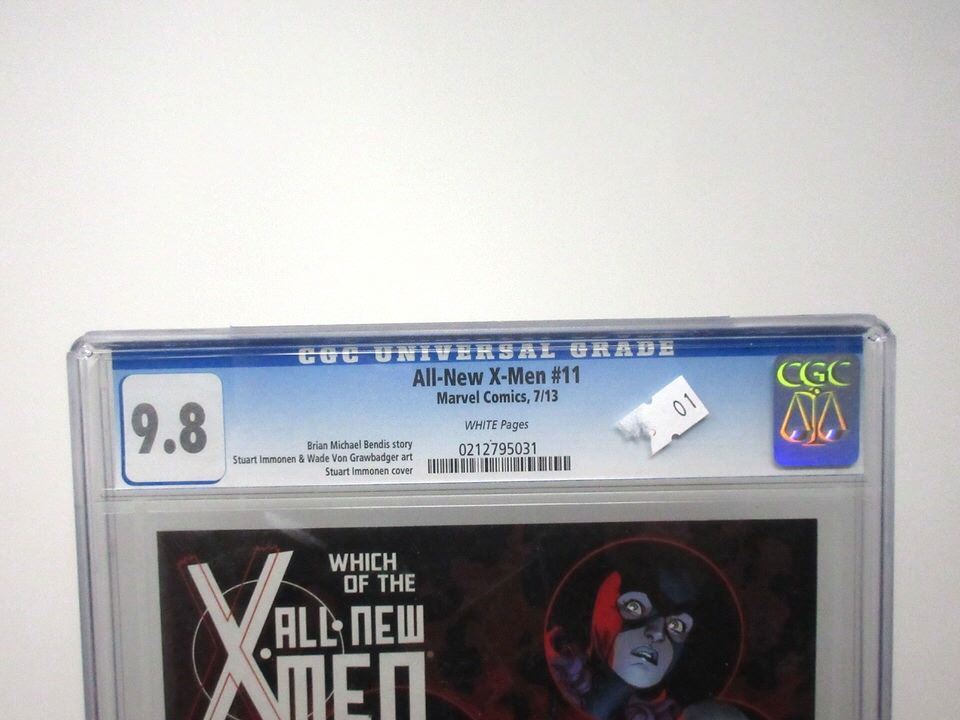 CGC UNIVERSAL GRADE
9.8
All-New X-Men #11
Marvel Comics, 7/13
WHITE Pages
Brian Michael Bendis story
Stuart Immonen & Wade Von Grawbadger art
Stuart Immonen cover
0212795031
01
CGC
WHICH
OF THE
X
ALL-NEW
X-MEN